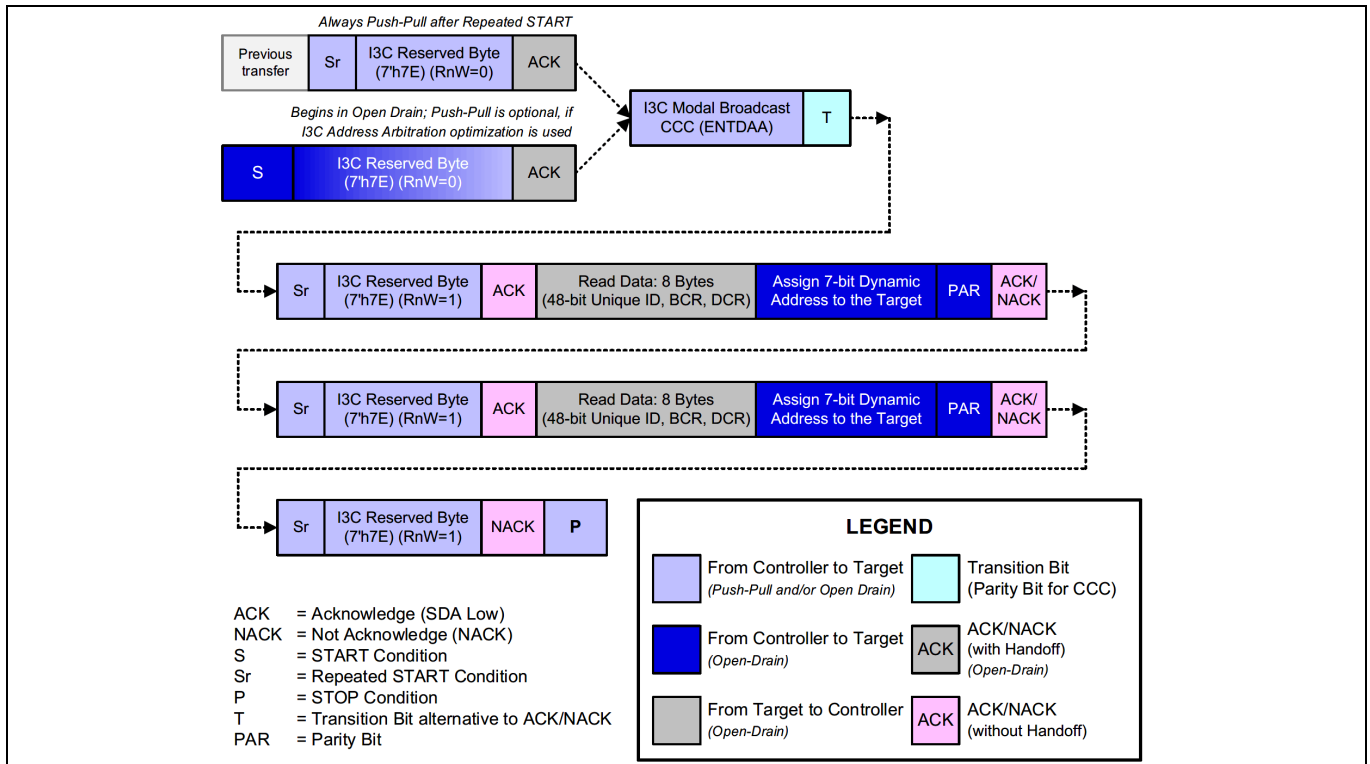 Always Push-Pull after Repeated START
Previous
transfer
Sr
I3C Reserved Byte
(7'h7E) (RnW=0)
ACK
Begins in Open Drain; Push-Pull is optional, if
I3C Address Arbitration optimization is used
S
I3C Reserved Byte
(7'h7E) (RnW=0)
ACK
I3C Modal Broadcast
CCC (ENTDAA)
T
Sr
I3C Reserved Byte
(7'h7E) (RnW=1)
ACK
Read Data: 8 Bytes
(48-bit Unique ID, BCR, DCR)
Assign 7-bit Dynamic
Address to the Target
PAR
ACK/
NACK
Sr
I3C Reserved Byte
(7'h7E) (RnW=1)
ACK
Read Data: 8 Bytes
(48-bit Unique ID, BCR, DCR)
Assign 7-bit Dynamic
Address to the Target
PAR
ACK/
NACK
Sr
I3C Reserved Byte
(7'h7E) (RnW=1)
NACK
P
ACK = Acknowledge (SDA Low)
NACK = Not Acknowledge (NACK)
S = START Condition
Sr = Repeated START Condition
P = STOP Condition
T = Transition Bit alternative to ACK/NACK
PAR = Parity Bit
LEGEND
From Controller to Target
(Push-Pull and/or Open Drain)
Transition Bit
(Parity Bit for CCC)
From Controller to Target
(Open-Drain)
ACK
ACK/NACK
(with Handoff)
(Open-Drain)
From Target to Controller
(Open-Drain)
ACK
ACK/NACK
(without Handoff)